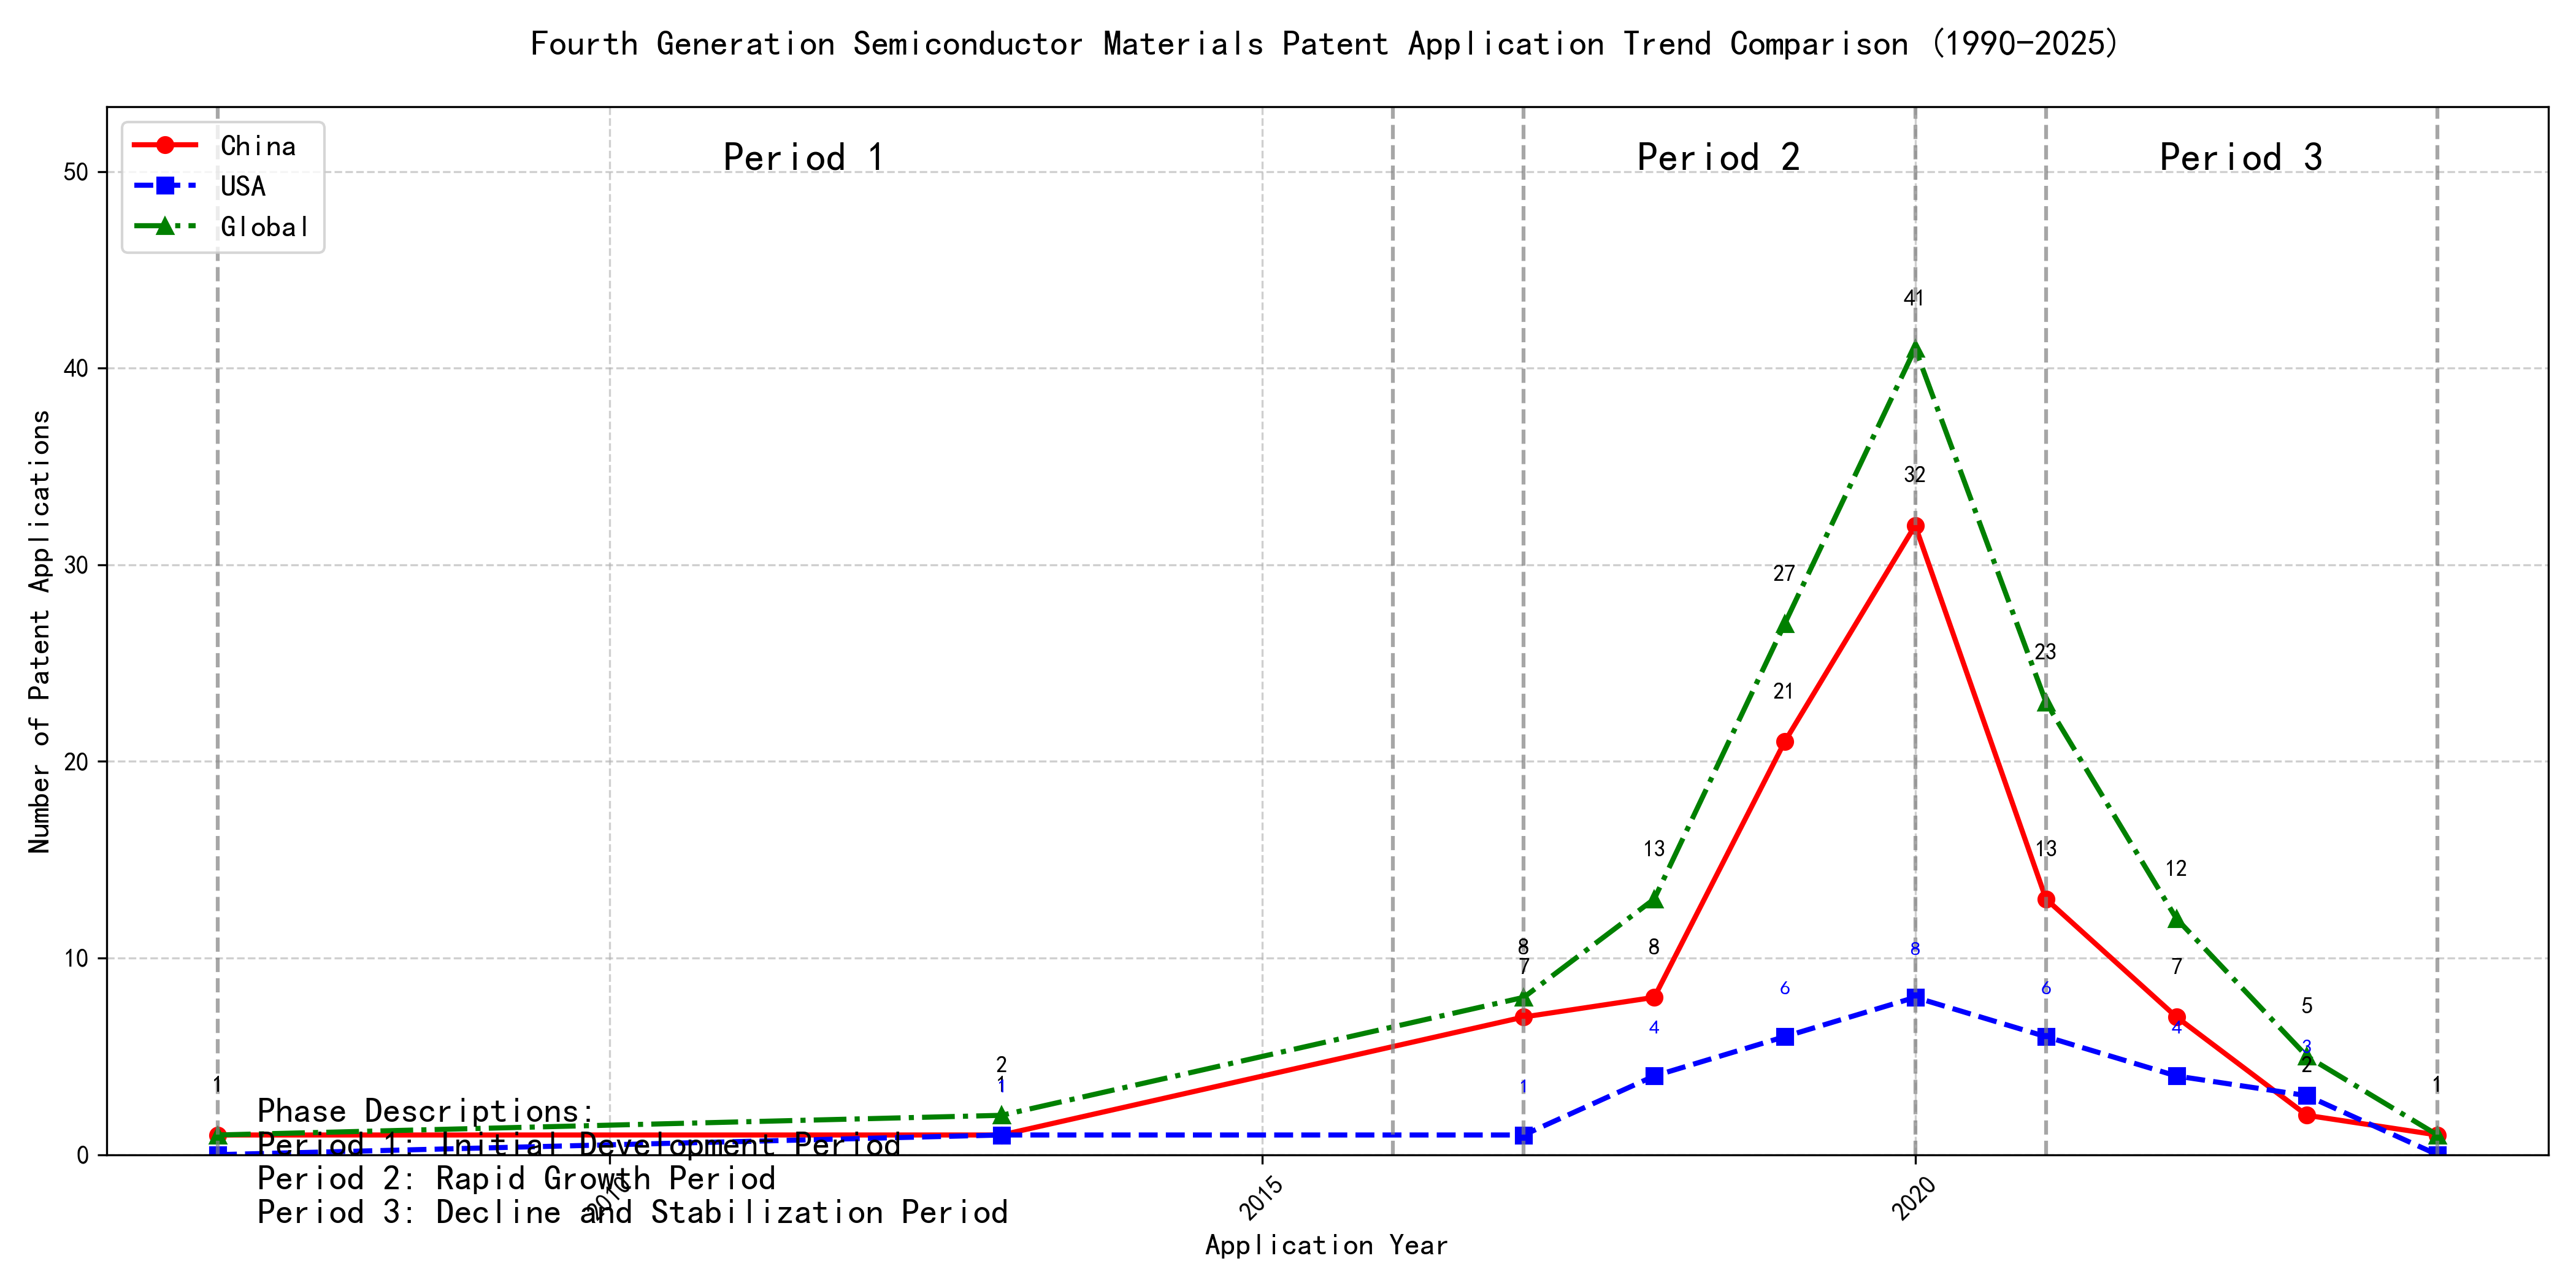 Fourth Generation Semiconductor Materials Patent Application Trend Comparison (1990-2025)
China
USA
Global
Period 1
Period 2
Period 3
Number of Patent Applications
50
40
30
20
10
0
1
2
1
1
8
7
1
13
8
4
27
21
6
41
32
8
23
13
6
12
7
4
5
3
2
1
Phase Descriptions:
Period 1: Initial Development Period
Period 2: Rapid Growth Period
Period 3: Decline and Stabilization Period
2010
2015
2020
Application Year